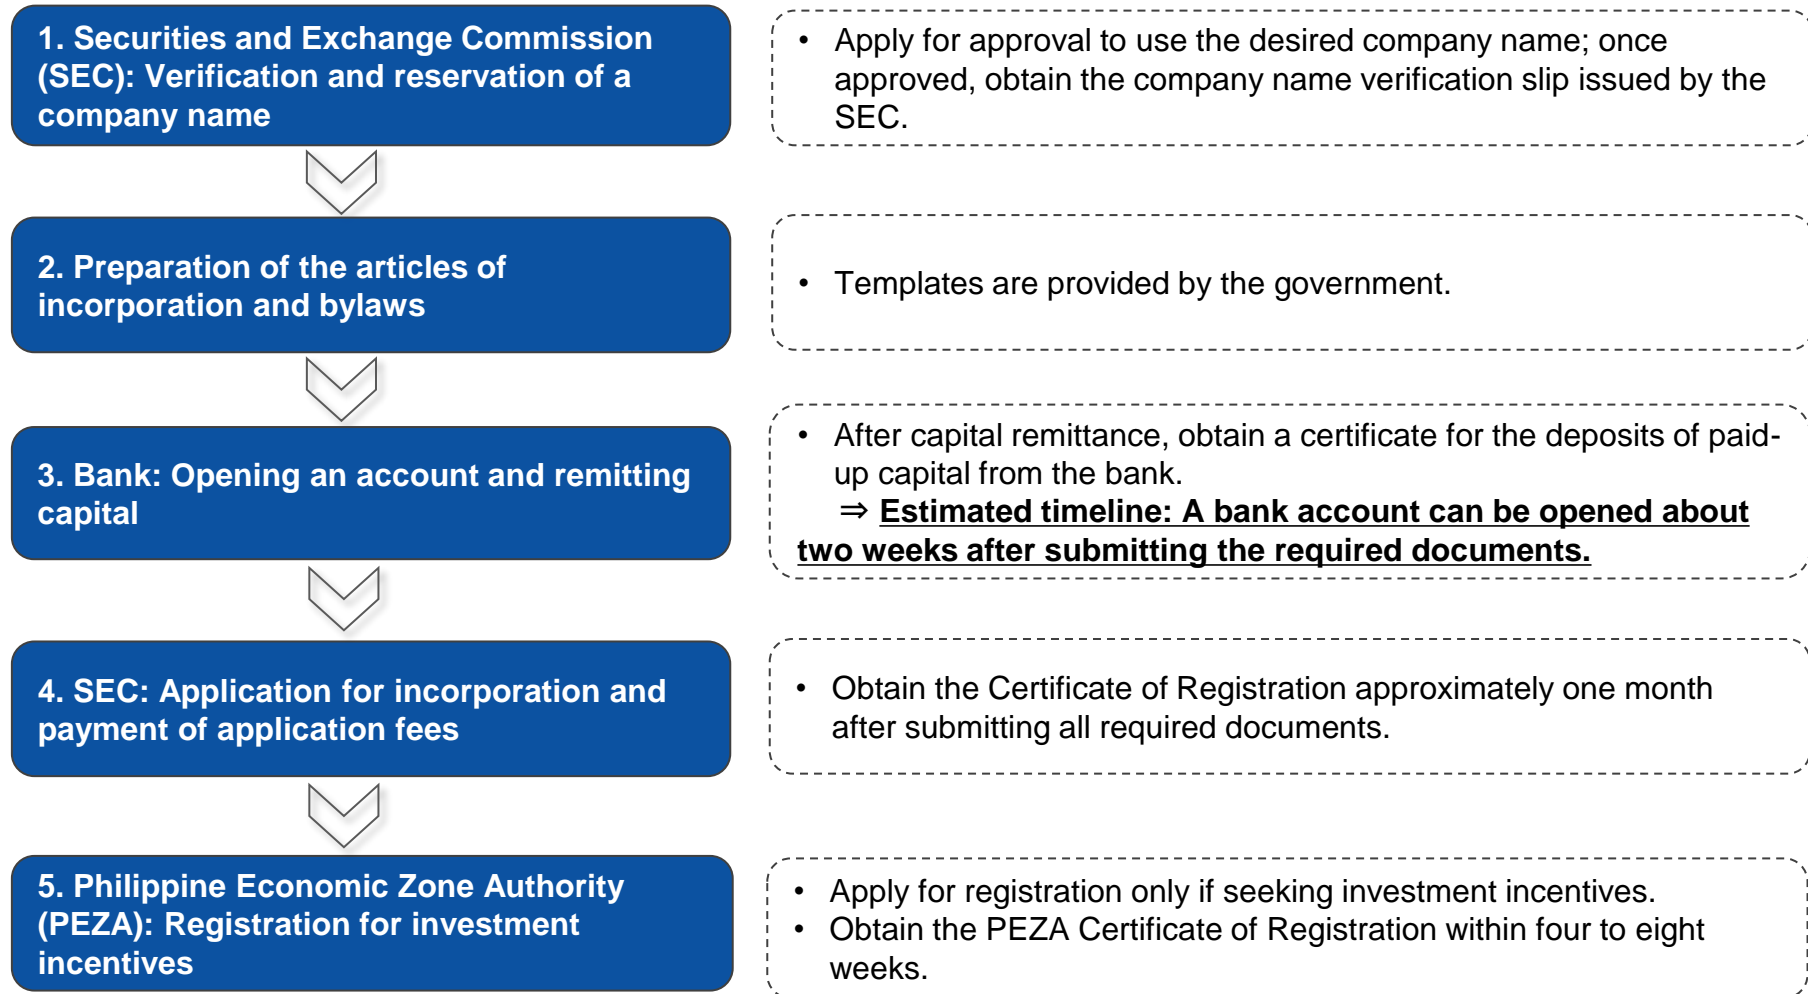 1. Securities and Exchange Commission
(SEC): Verification and reservation of a
company name
• Apply for approval to use the desired company name; once
approved, obtain the company name verification slip issued by the
SEC.
2. Preparation of the articles of
incorporation and bylaws
• Templates are provided by the government.
3. Bank: Opening an account and remitting
capital
• After capital remittance, obtain a certificate for the deposits of paid-
up capital from the bank.
⇒ Estimated timeline: A bank account can be opened about
two weeks after submitting the required documents.
4. SEC: Application for incorporation and
payment of application fees
• Obtain the Certificate of Registration approximately one month
after submitting all required documents.
5. Philippine Economic Zone Authority
(PEZA): Registration for investment
incentives
• Apply for registration only if seeking investment incentives.
• Obtain the PEZA Certificate of Registration within four to eight
weeks.